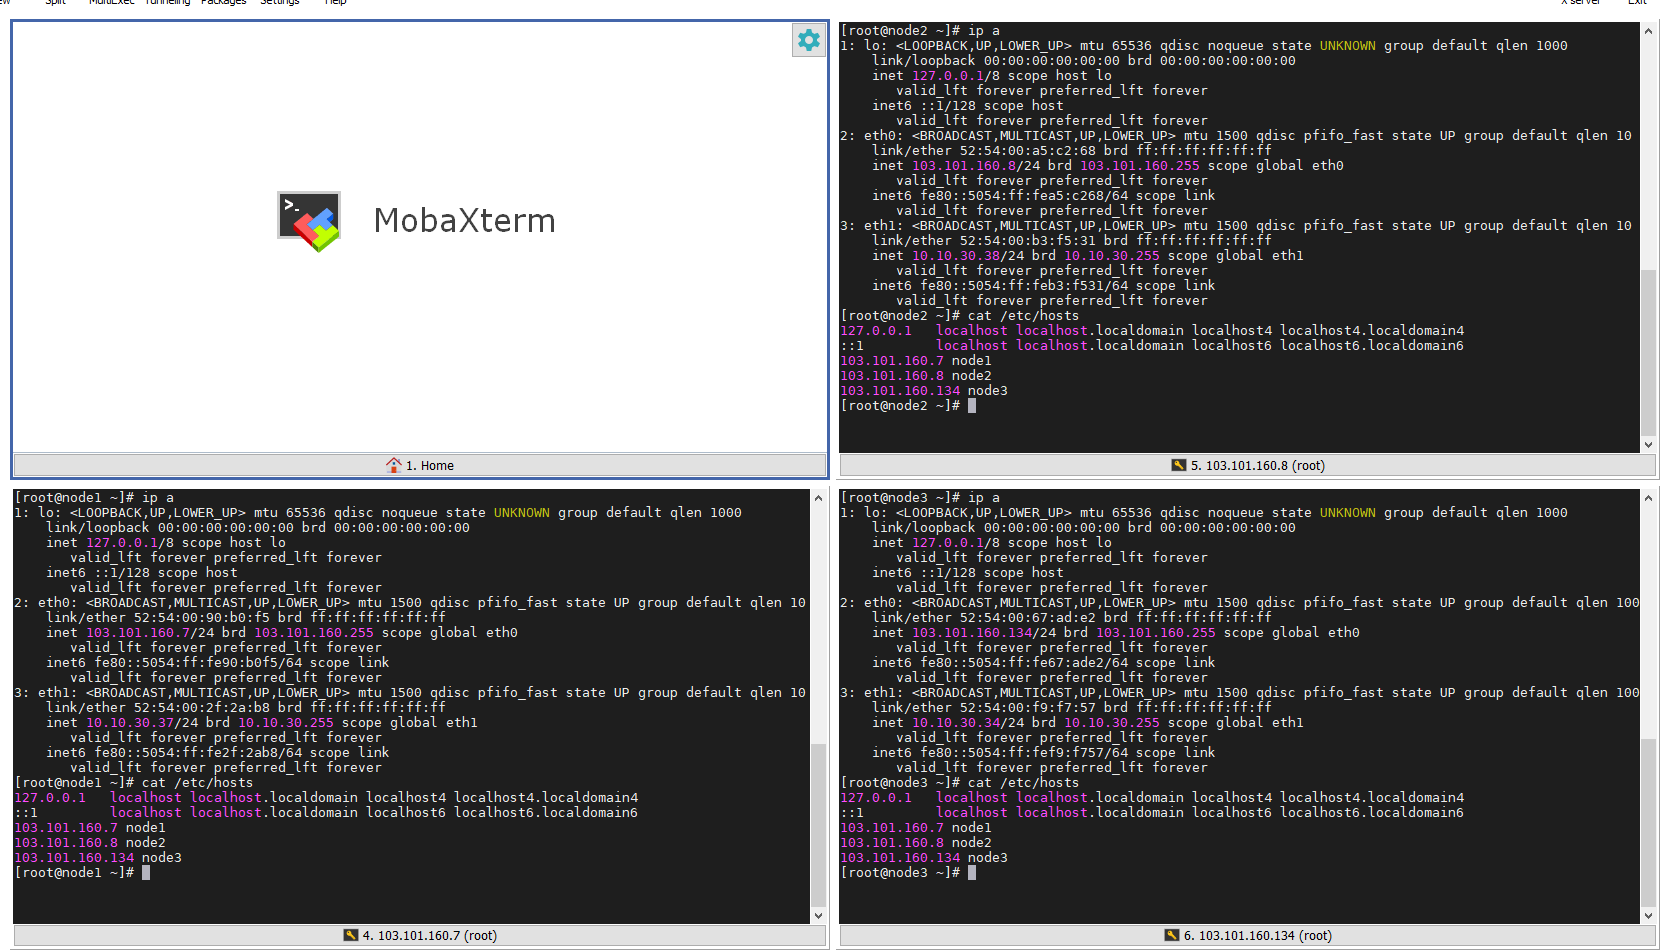 Split MultiExec Tunneling Packages Settings Help X server Exit
MobaXterm
1. Home
[root@node2 ~]# ip a
1: lo: <LOOPBACK,UP,LOWER_UP> mtu 65536 qdisc noqueue state UNKNOWN group default qlen 1000
    link/loopback 00:00:00:00:00:00 brd 00:00:00:00:00:00
    inet 127.0.0.1/8 scope host lo
       valid_lft forever preferred_lft forever
    inet6 ::1/128 scope host
       valid_lft forever preferred_lft forever
2: eth0: <BROADCAST,MULTICAST,UP,LOWER_UP> mtu 1500 qdisc pfifo_fast state UP group default qlen 10
    link/ether 52:54:00:a5:c2:68 brd ff:ff:ff:ff:ff:ff
    inet 103.101.160.8/24 brd 103.101.160.255 scope global eth0
       valid_lft forever preferred_lft forever
    inet6 fe80::5054:ff:fea5:c268/64 scope link
       valid_lft forever preferred_lft forever
3: eth1: <BROADCAST,MULTICAST,UP,LOWER_UP> mtu 1500 qdisc pfifo_fast state UP group default qlen 10
    link/ether 52:54:00:b3:f5:31 brd ff:ff:ff:ff:ff:ff
    inet 10.10.30.38/24 brd 10.10.30.255 scope global eth1
       valid_lft forever preferred_lft forever
    inet6 fe80::5054:ff:feb3:f531/64 scope link
       valid_lft forever preferred_lft forever
[root@node2 ~]# cat /etc/hosts
127.0.0.1   localhost localhost.localdomain localhost4 localhost4.localdomain4
::1         localhost localhost.localdomain localhost6 localhost6.localdomain6
103.101.160.7 node1
103.101.160.8 node2
103.101.160.134 node3
[root@node2 ~]#
5. 103.101.160.8 (root)
[root@node1 ~]# ip a
1: lo: <LOOPBACK,UP,LOWER_UP> mtu 65536 qdisc noqueue state UNKNOWN group default qlen 1000
    link/loopback 00:00:00:00:00:00 brd 00:00:00:00:00:00
    inet 127.0.0.1/8 scope host lo
       valid_lft forever preferred_lft forever
    inet6 ::1/128 scope host
       valid_lft forever preferred_lft forever
2: eth0: <BROADCAST,MULTICAST,UP,LOWER_UP> mtu 1500 qdisc pfifo_fast state UP group default qlen 10
    link/ether 52:54:00:90:b0:f5 brd ff:ff:ff:ff:ff:ff
    inet 103.101.160.7/24 brd 103.101.160.255 scope global eth0
       valid_lft forever preferred_lft forever
    inet6 fe80::5054:ff:fe90:b0f5/64 scope link
       valid_lft forever preferred_lft forever
3: eth1: <BROADCAST,MULTICAST,UP,LOWER_UP> mtu 1500 qdisc pfifo_fast state UP group default qlen 10
    link/ether 52:54:00:2f:2a:b8 brd ff:ff:ff:ff:ff:ff
    inet 10.10.30.37/24 brd 10.10.30.255 scope global eth1
       valid_lft forever preferred_lft forever
    inet6 fe80::5054:ff:fe2f:2ab8/64 scope link
       valid_lft forever preferred_lft forever
[root@node1 ~]# cat /etc/hosts
127.0.0.1   localhost localhost.localdomain localhost4 localhost4.localdomain4
::1         localhost localhost.localdomain localhost6 localhost6.localdomain6
103.101.160.7 node1
103.101.160.8 node2
103.101.160.134 node3
[root@node1 ~]#
4. 103.101.160.7 (root)
[root@node3 ~]# ip a
1: lo: <LOOPBACK,UP,LOWER_UP> mtu 65536 qdisc noqueue state UNKNOWN group default qlen 1000
    link/loopback 00:00:00:00:00:00 brd 00:00:00:00:00:00
    inet 127.0.0.1/8 scope host lo
       valid_lft forever preferred_lft forever
    inet6 ::1/128 scope host
       valid_lft forever preferred_lft forever
2: eth0: <BROADCAST,MULTICAST,UP,LOWER_UP> mtu 1500 qdisc pfifo_fast state UP group default qlen 100
    link/ether 52:54:00:67:ad:e2 brd ff:ff:ff:ff:ff:ff
    inet 103.101.160.134/24 brd 103.101.160.255 scope global eth0
       valid_lft forever preferred_lft forever
    inet6 fe80::5054:ff:fe67:ade2/64 scope link
       valid_lft forever preferred_lft forever
3: eth1: <BROADCAST,MULTICAST,UP,LOWER_UP> mtu 1500 qdisc pfifo_fast state UP group default qlen 100
    link/ether 52:54:00:f9:f7:57 brd ff:ff:ff:ff:ff:ff
    inet 10.10.30.34/24 brd 10.10.30.255 scope global eth1
       valid_lft forever preferred_lft forever
    inet6 fe80::5054:ff:fef9:f757/64 scope link
       valid_lft forever preferred_lft forever
[root@node3 ~]# cat /etc/hosts
127.0.0.1   localhost localhost.localdomain localhost4 localhost4.localdomain4
::1         localhost localhost.localdomain localhost6 localhost6.localdomain6
103.101.160.7 node1
103.101.160.8 node2
103.101.160.134 node3
[root@node3 ~]#
6. 103.101.160.134 (root)